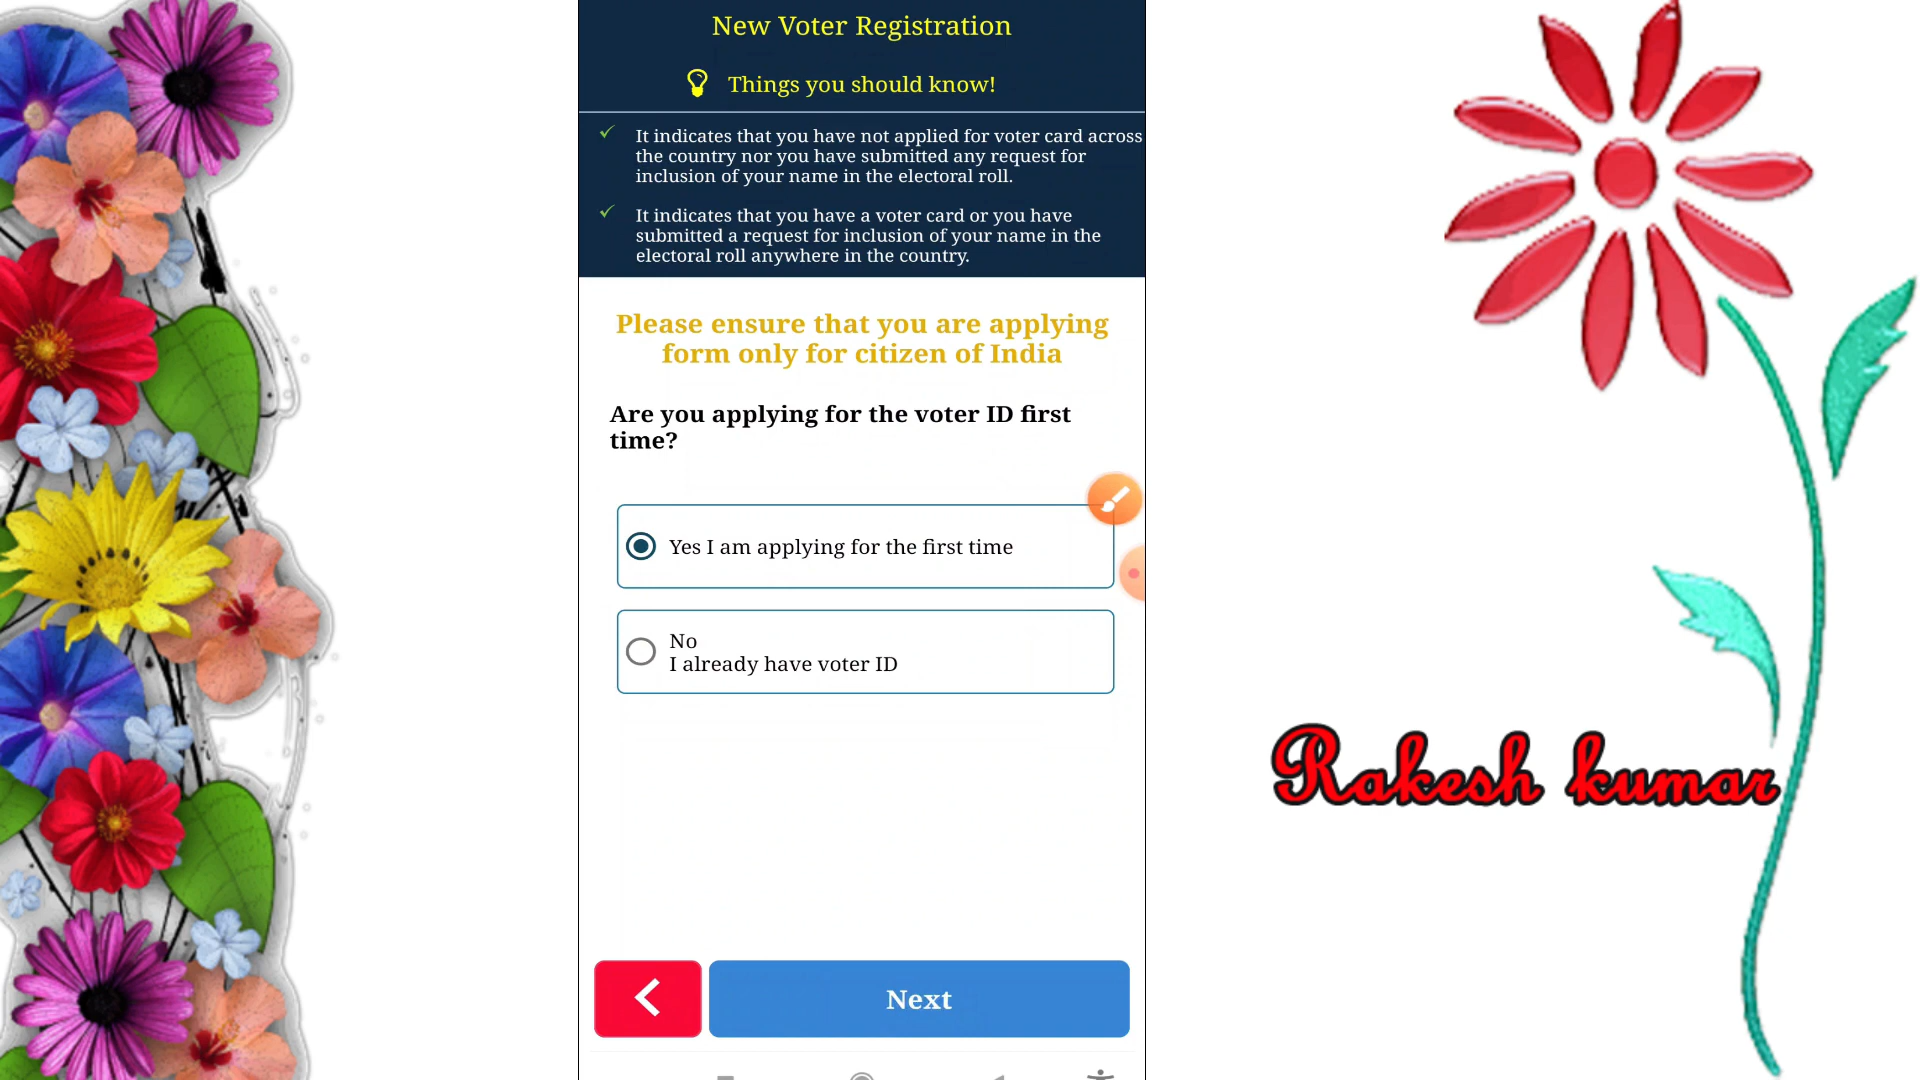 New Voter Registration
Things you should know!
It indicates that you have not applied for voter card across
the country nor you have submitted any request for
inclusion of your name in the electoral roll.
It indicates that you have a voter card or you have
submitted a request for inclusion of your name in the
electoral roll anywhere in the country.
Please ensure that you are applying
form only for citizen of India
Are you applying for the voter ID first
time?
Yes I am applying for the first time
No
I already have voter ID
Rakesh kumar
Next